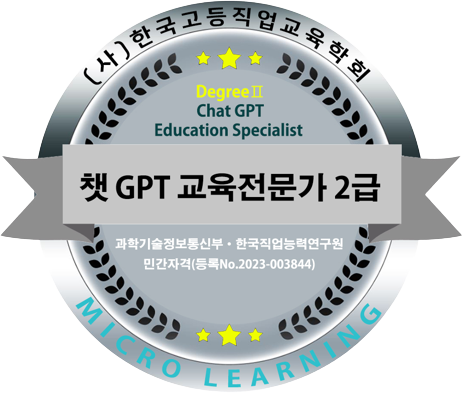 (사)한국고등직업교육학회
DegreeⅡ
Chat GPT
Education Specialist
챗 GPT 교육전문가 2급
과학기술정보통신부・한국직업능력연구원
민간자격(등록No.2023-003844)
MICRO LEARNING